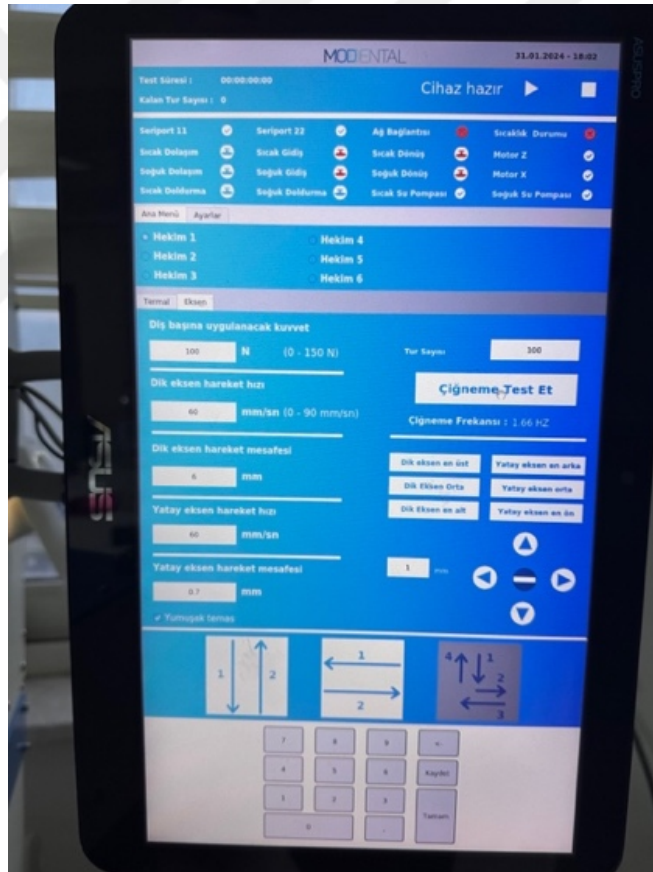 MODDENTAL
31.01.2024 - 18:02
Test Süresi : 00:00:00:00
Kalan Tur Sayısı : 0
Cihaz hazır
Seriport 11 Seriport 22 Ağ Bağlantısı Sıcaklık Durumu
Sıcak Dolaşım Sıcak Gidiş Sıcak Dönüş Motor Z
Soğuk Dolaşım Soğuk Gidiş Soğuk Dönüş Motor X
Sıcak Doldurma Soğuk Doldurma Sıcak Su Pompası Soğuk Su Pompası
Ana Menü Ayarlar
Hekim 1 Hekim 4
Hekim 2 Hekim 5
Hekim 3 Hekim 6
Termal Eksen
Diş başına uygulanacak kuvvet
100 N (0 - 150 N) Tur Sayısı 300
Dik eksen hareket hızı
Çiğneme Test Et
60 mm/sn (0 - 90 mm/sn)
Çiğneme Frekansı : 1.66 HZ
Dik eksen hareket mesafesi
Dik eksen en üst Yatay eksen en arka
6 mm
Dik Eksen Orta Yatay eksen orta
Yatay eksen hareket hızı
Dik Eksen en alt Yatay eksen en ön
60 mm/sn
Yatay eksen hareket mesafesi
1 mm
0.7 mm
Yumuşek temas
1 2
1
2
4 1
2
3
7 8 9 <-
4 5 6 Kaydet
1 2 3
Tamam
0 .
ASUS
ASUSPRO